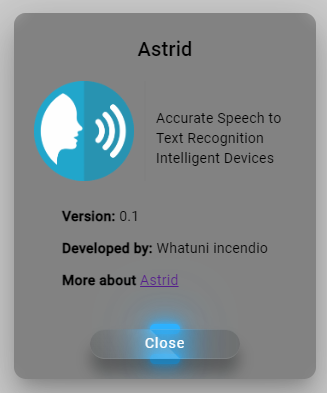 Astrid
Accurate Speech to
Text Recognition
Intelligent Devices
Version: 0.1
Developed by: Whatuni incendio
More about Astrid
Close